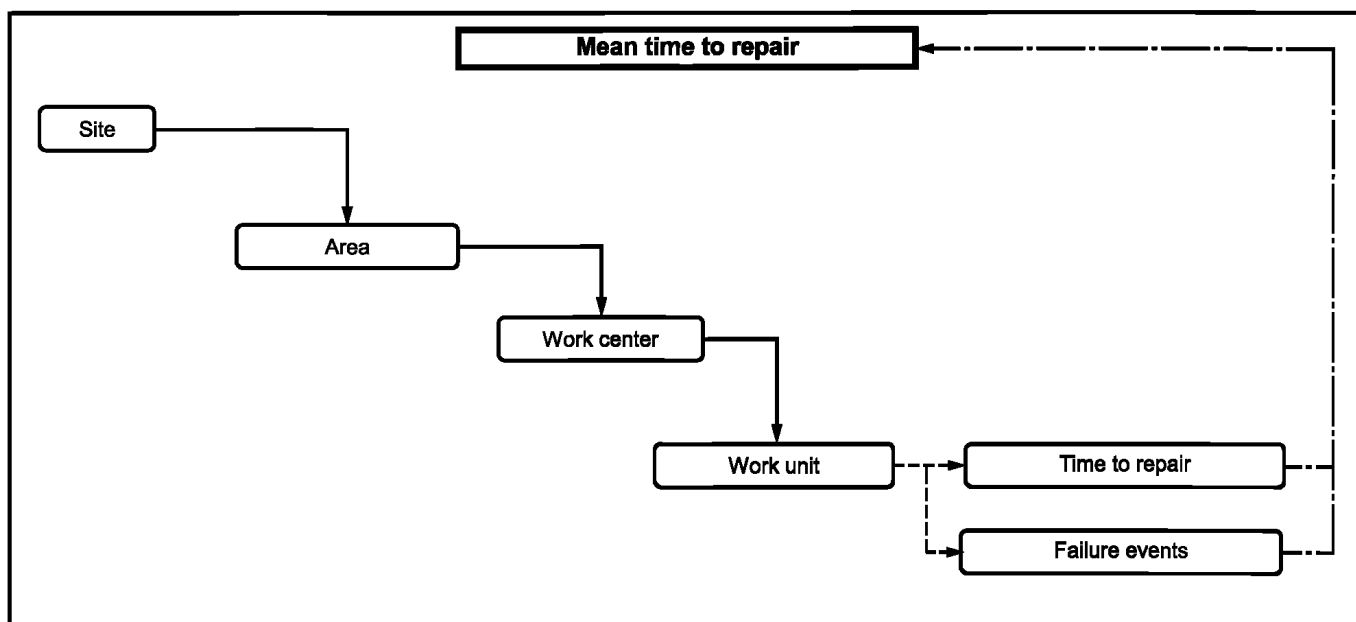 Mean time to repair
Site
Area
Work center
Work unit
Time to repair
Failure events